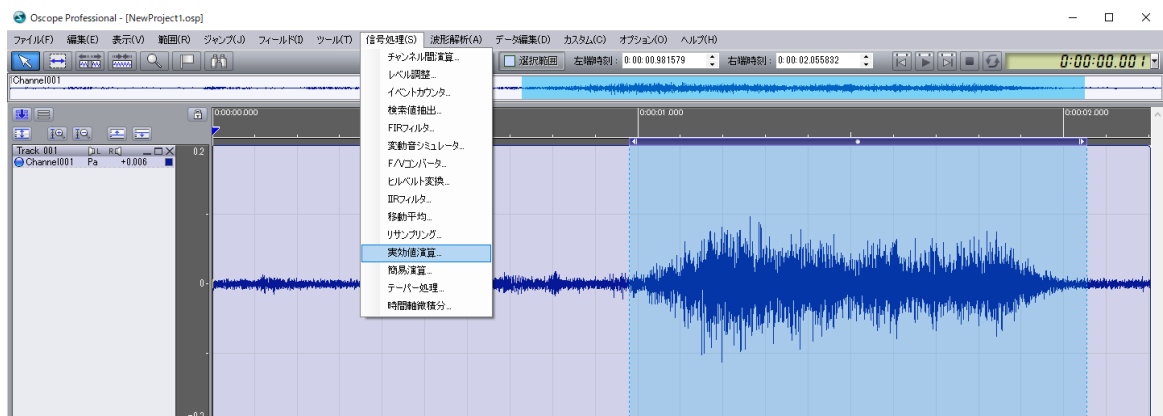 Oscope Professional - [NewProject1.osp]
ファイル(F) 編集(E) 表示(V) 範囲(R) ジャンプ(J) フィールド(I) ツール(T) 信号処理(S) 波形解析(A) データ編集(D) カスタム(C) オプション(O) ヘルプ(H)
選択範囲 左端時刻: 0:00:00.981579 右端時刻: 0:00:02.055832 0:00:00.001
Channel001
チャンネル間演算...
レベル調整...
イベントカウンタ...
検索値抽出...
FIRフィルタ...
変動音シミュレータ...
F/Vコンバータ...
ヒルベルト変換...
IIRフィルタ...
移動平均...
リサンプリング...
実効値演算...
簡易演算...
テーパー処理...
時間軸微積分...
0:00:00.000 0:00:01.000 0:00:02.000
Track 001 L R
Channel001 Pa +0.006
0.2
0
-0.2